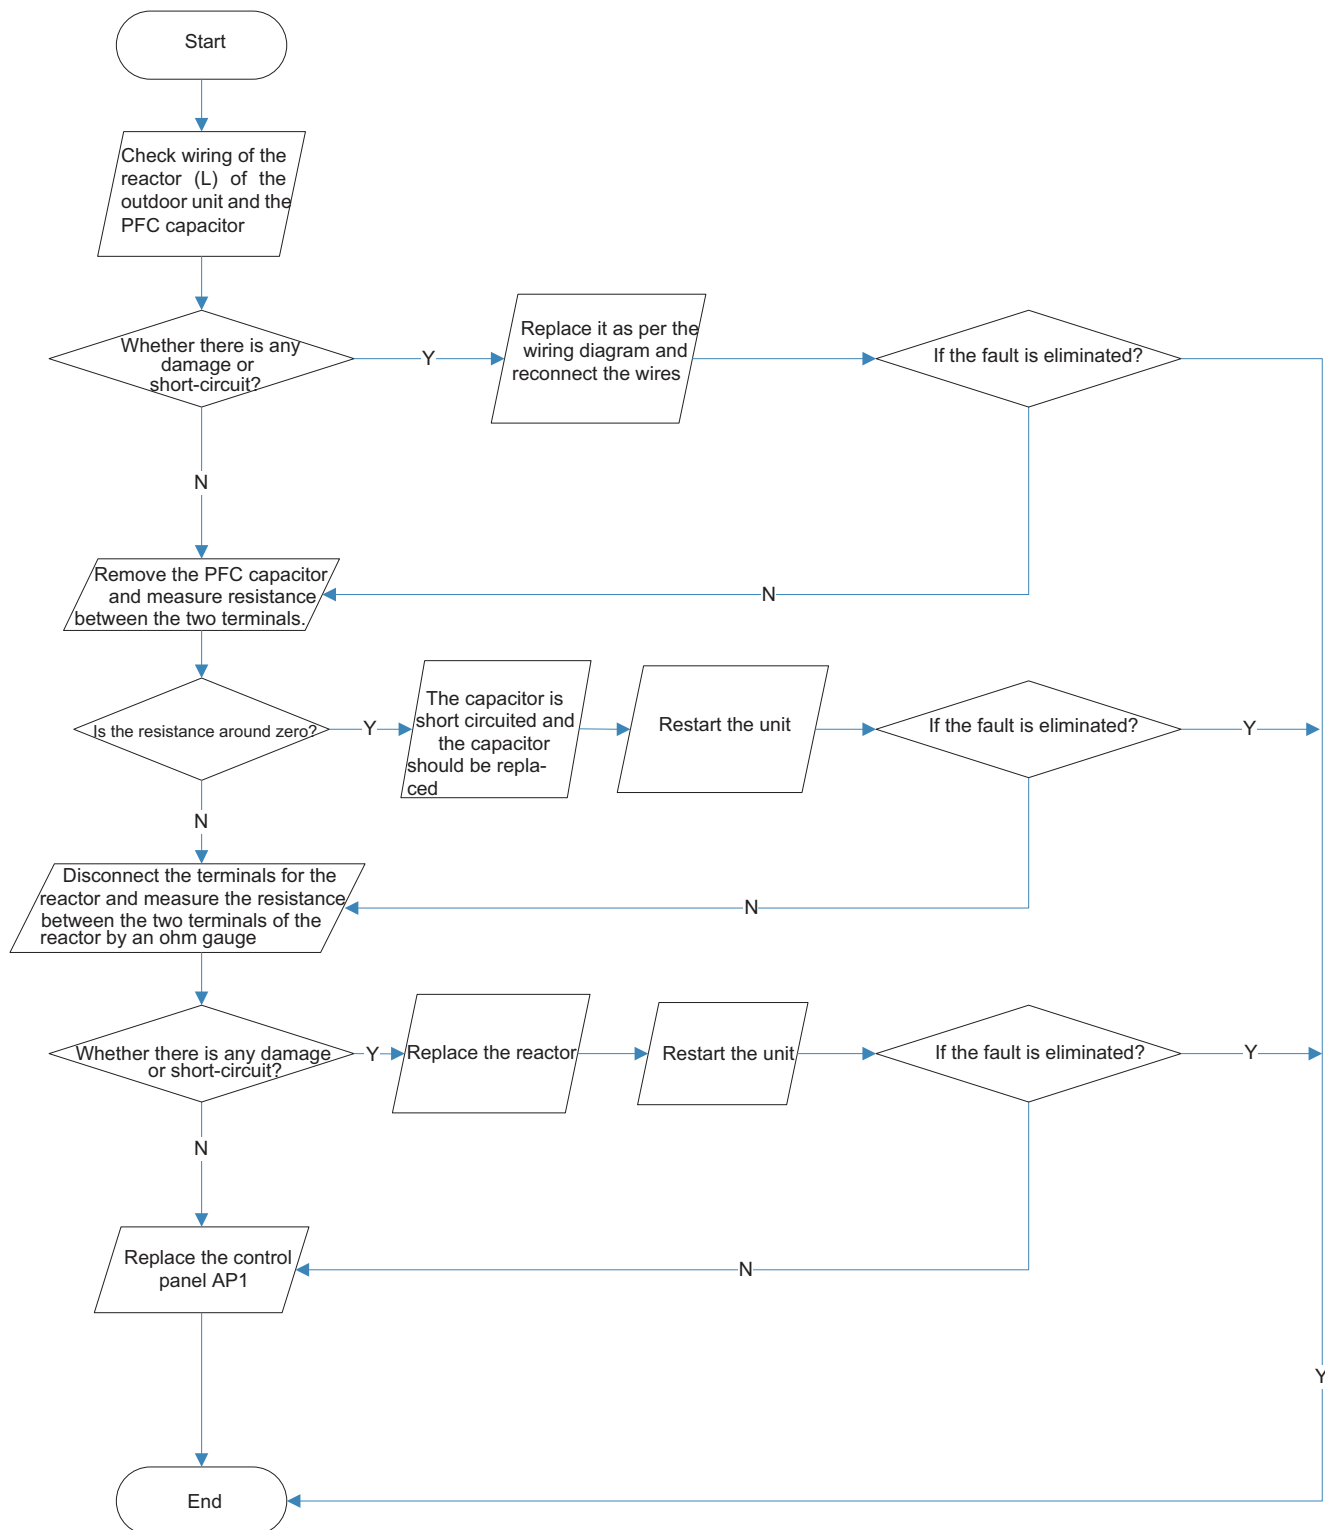 Start
Check wiring of the
reactor (L) of the
outdoor unit and the
PFC capacitor
Whether there is any
damage or
short-circuit?
Y
Replace it as per the
wiring diagram and
reconnect the wires
If the fault is eliminated?
N
Remove the PFC capacitor
and measure resistance
between the two terminals.
N
Is the resistance around zero?
Y
The capacitor is
short circuited and
the capacitor
should be repla-
ced
Restart the unit
If the fault is eliminated?
Y
N
Disconnect the terminals for the
reactor and measure the resistance
between the two terminals of the
reactor by an ohm gauge
N
Whether there is any damage
or short-circuit?
Y
Replace the reactor
Restart the unit
If the fault is eliminated?
Y
N
Replace the control
panel AP1
N
Y
End